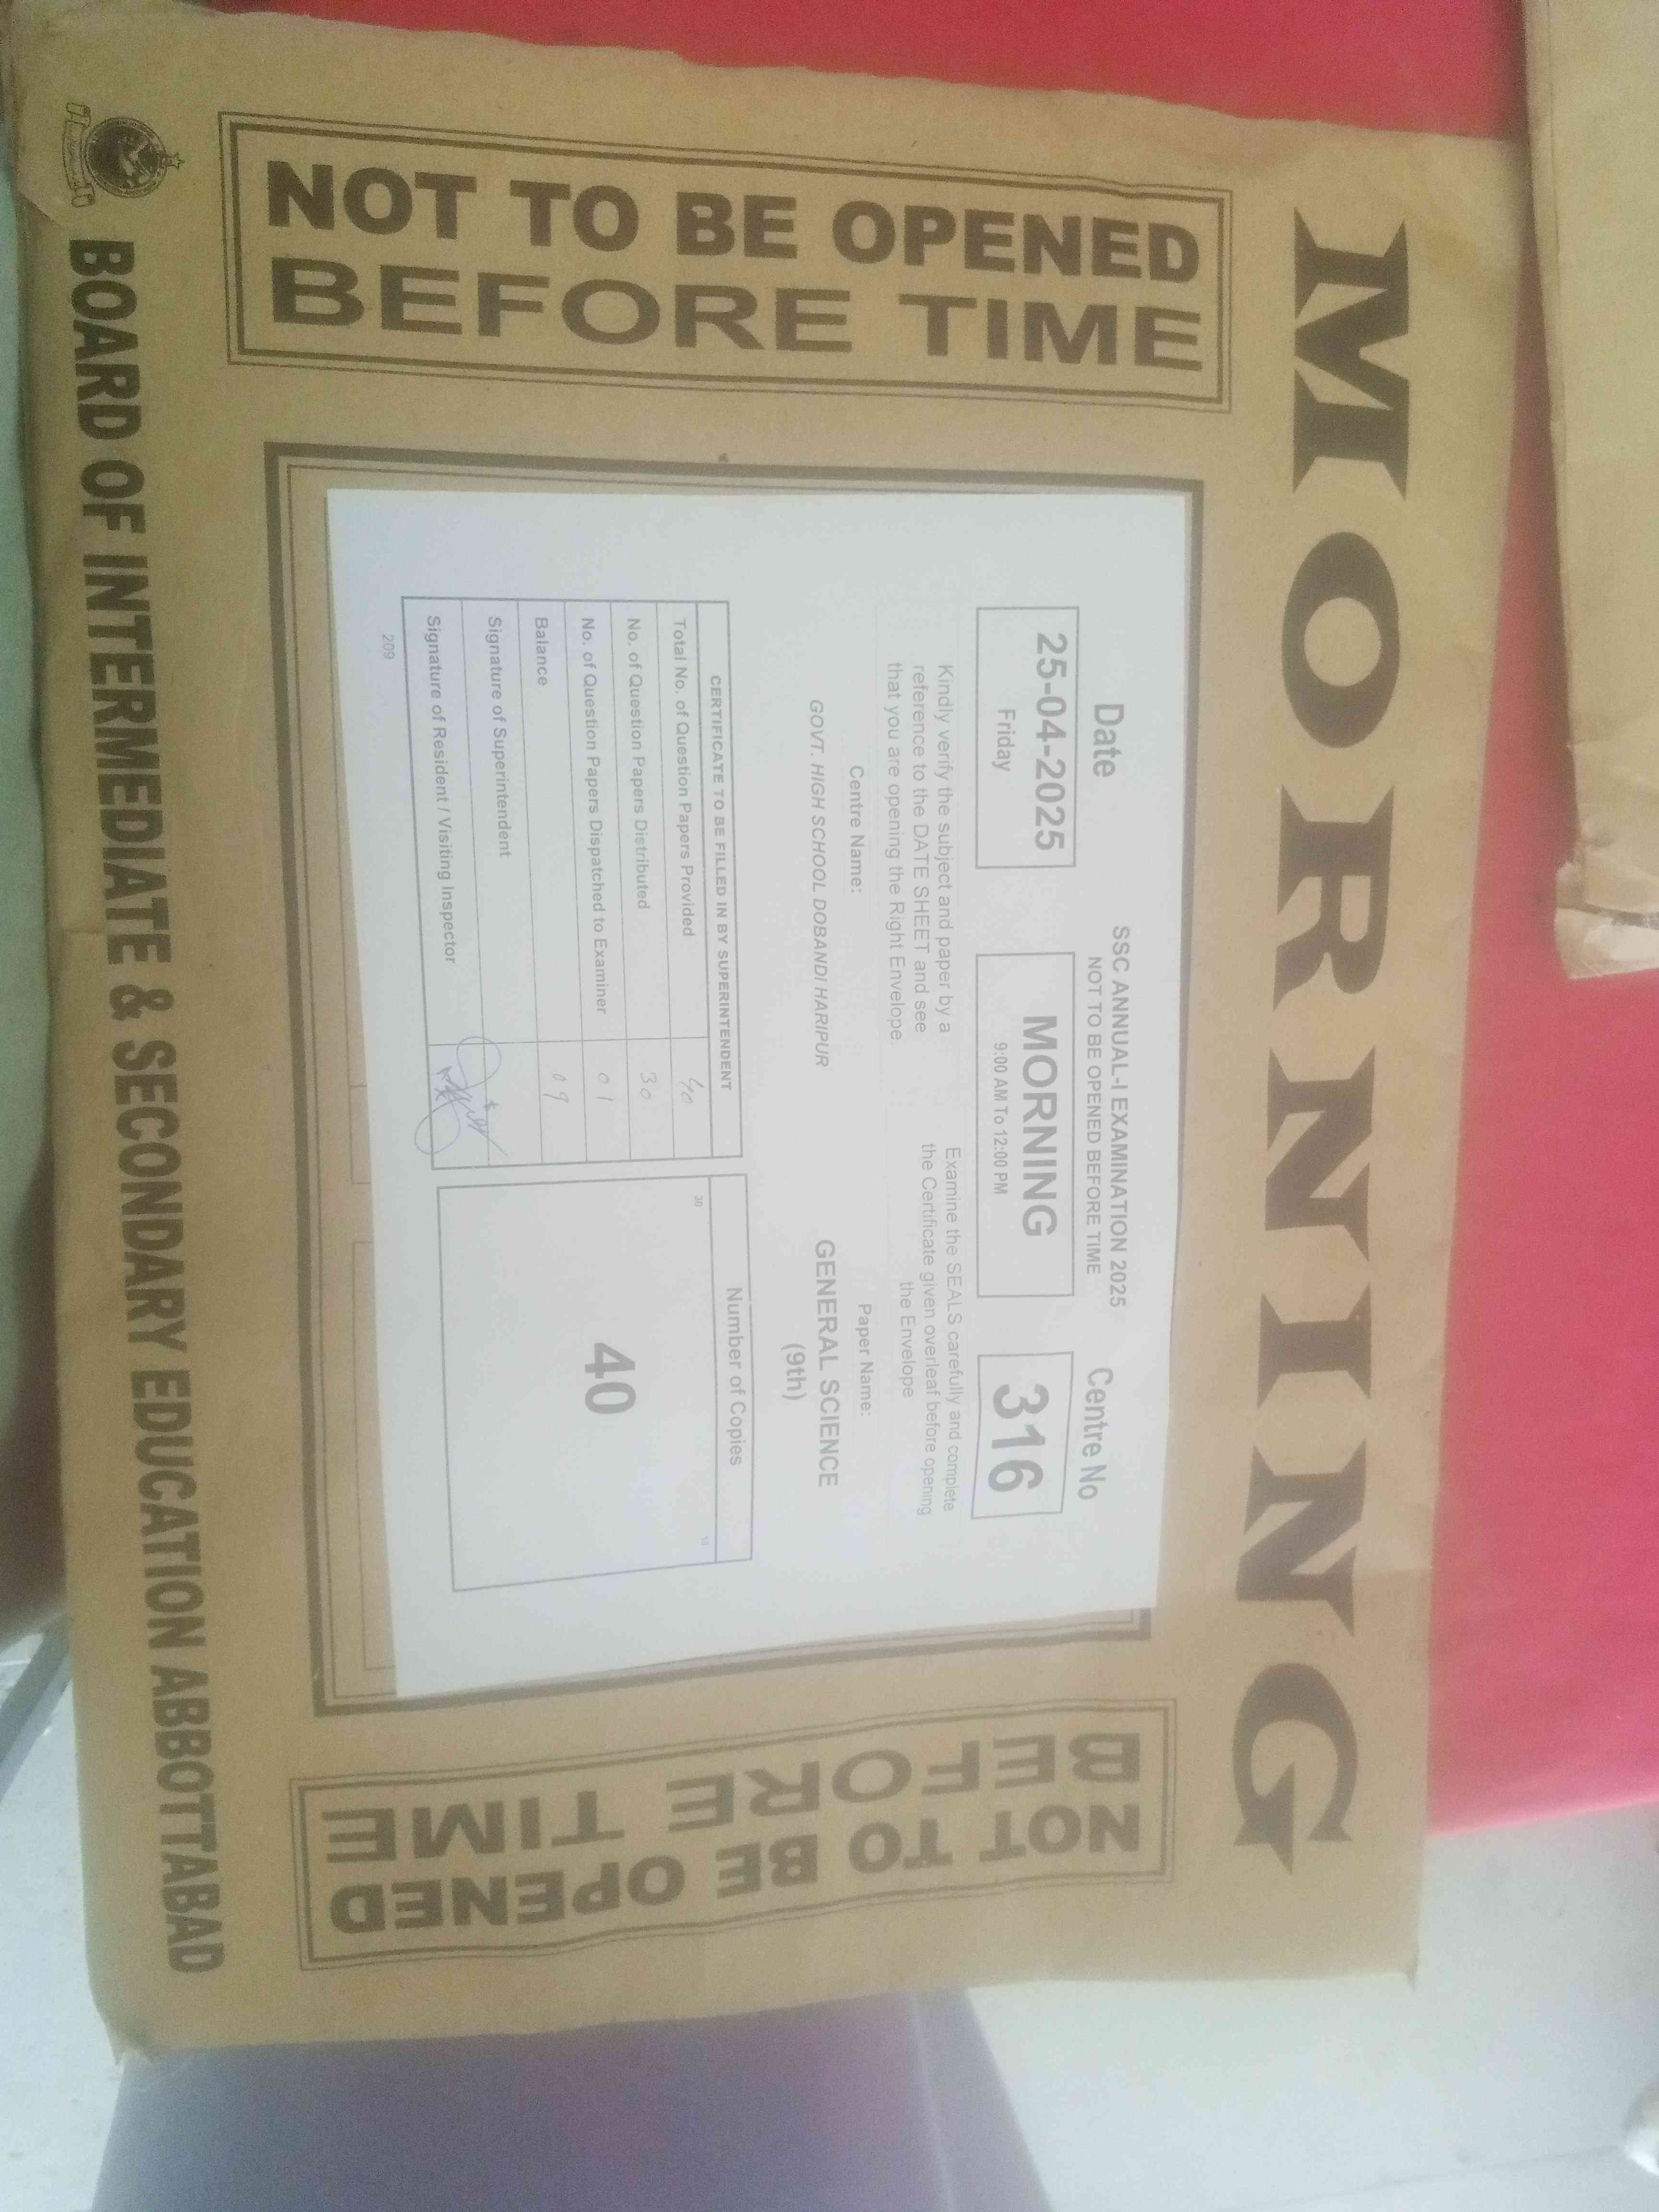 MORNING
NOT TO BE OPENED
BEFORE TIME
SSC ANNUAL-I EXAMINATION 2025
NOT TO BE OPENED BEFORE TIME
Date
25-04-2025
Friday
MORNING
9:00 AM To 12:00 PM
Centre No
316
Kindly verify the subject and paper by a
reference to the DATE SHEET and see
that you are opening the Right Envelope.
Examine the SEALS carefully and complete
the Certificate given overleaf before opening
the Envelope
Centre Name:
GOVT. HIGH SCHOOL DOBANDI HARIPUR
Paper Name:
GENERAL SCIENCE
(9th)
CERTIFICATE TO BE FILLED IN BY SUPERINTENDENT
Total No. of Question Papers Provided 40
No. of Question Papers Distributed 30
No. of Question Papers Dispatched to Examiner 01
Balance 09
Signature of Superintendent
Signature of Resident / Visiting Inspector
209
Number of Copies
30
10
40
NOT TO BE OPENED
BEFORE TIME
BOARD OF INTERMEDIATE & SECONDARY EDUCATION ABBOTTABAD